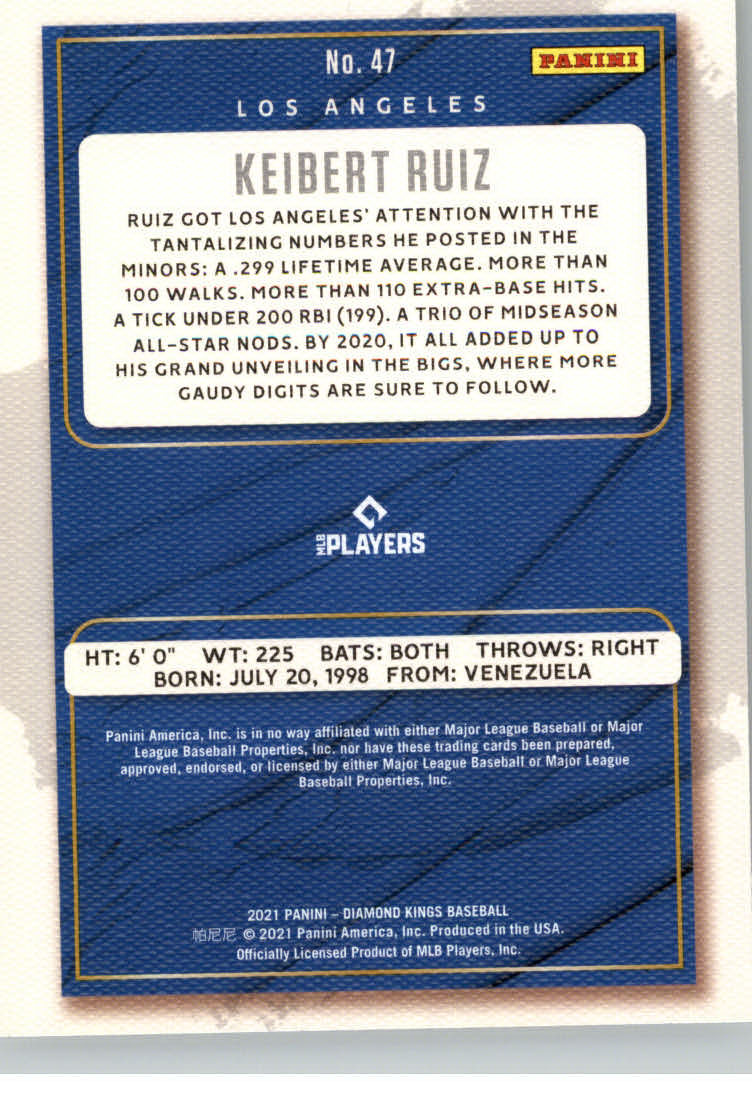 No. 47
PANINI
LOS ANGELES
KEIBERT RUIZ
RUIZ GOT LOS ANGELES' ATTENTION WITH THE
TANTALIZING NUMBERS HE POSTED IN THE
MINORS: A .299 LIFETIME AVERAGE. MORE THAN
100 WALKS. MORE THAN 110 EXTRA-BASE HITS.
A TICK UNDER 200 RBI (199). A TRIO OF MIDSEASON
ALL-STAR NODS. BY 2020, IT ALL ADDED UP TO
HIS GRAND UNVEILING IN THE BIGS, WHERE MORE
GAUDY DIGITS ARE SURE TO FOLLOW.
MLB PLAYERS
HT: 6' 0" WT: 225 BATS: BOTH THROWS: RIGHT
BORN: JULY 20, 1998 FROM: VENEZUELA
Panini America, Inc. is in no way affiliated with either Major League Baseball or Major
League Baseball Properties, Inc. nor have these trading cards been prepared,
approved, endorsed, or licensed by either Major League Baseball or Major League
Baseball Properties, Inc.
2021 PANINI – DIAMOND KINGS BASEBALL
帕尼尼 © 2021 Panini America, Inc. Produced in the USA.
Officially Licensed Product of MLB Players, Inc.